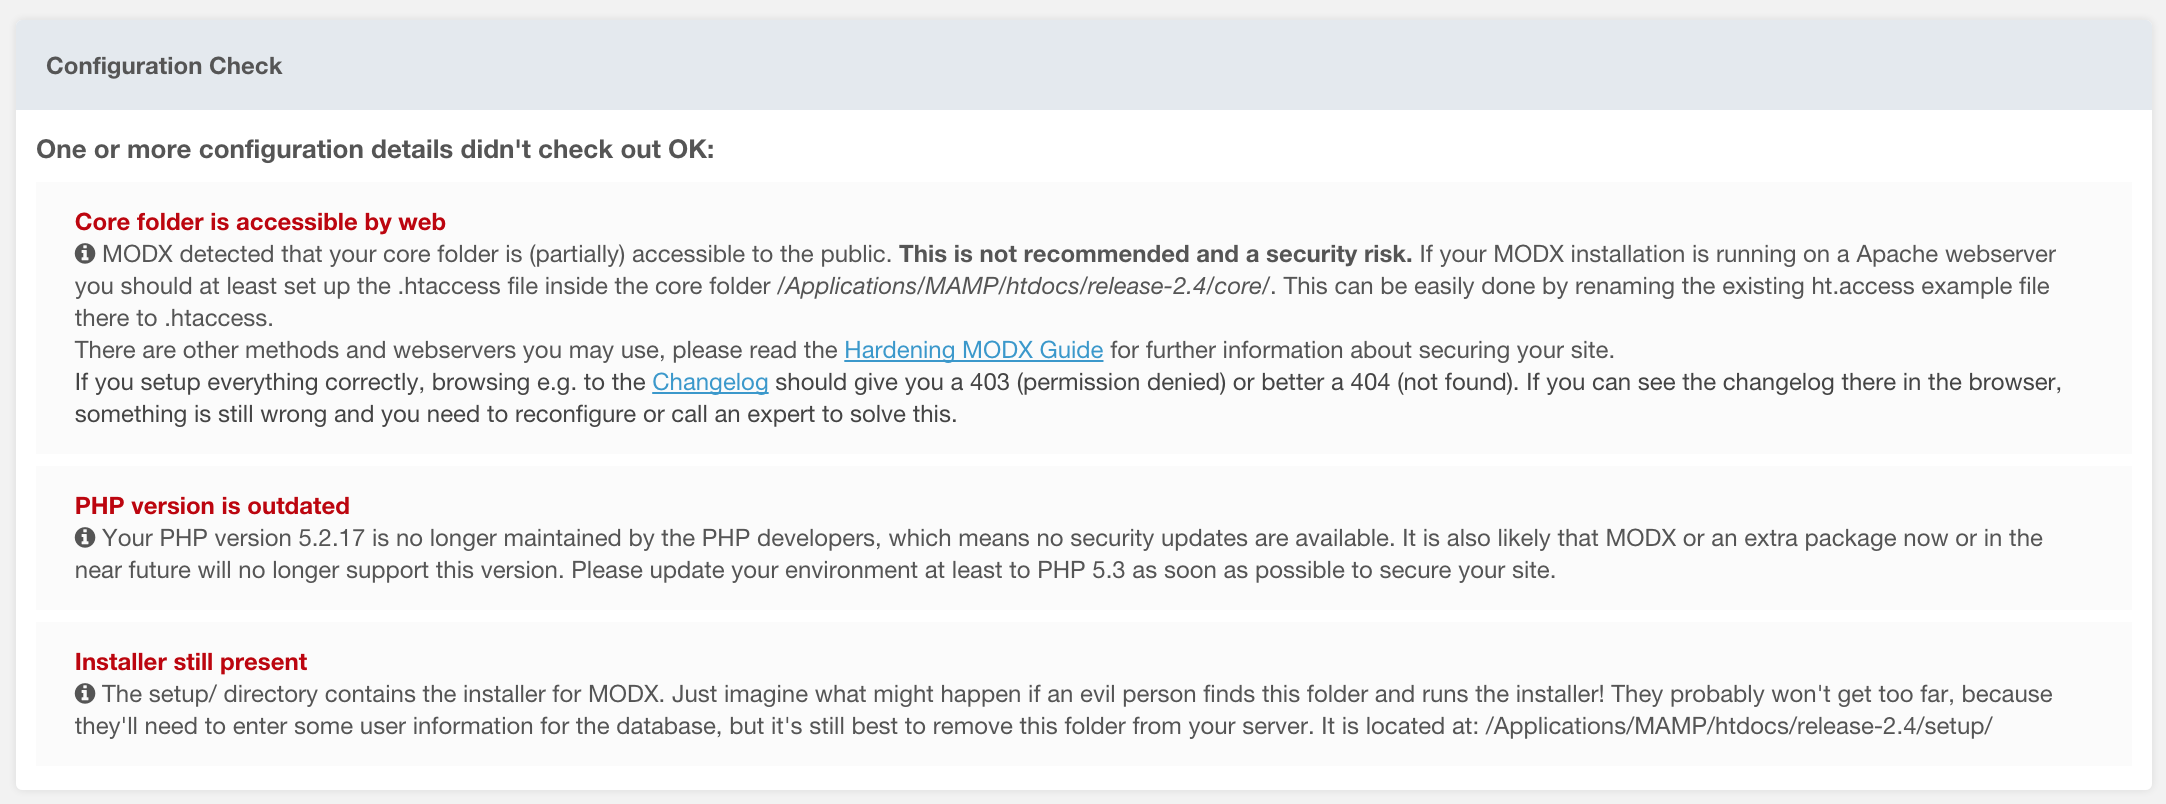 Configuration Check
One or more configuration details didn't check out OK:
Core folder is accessible by web
MODX detected that your core folder is (partially) accessible to the public. This is not recommended and a security risk. If your MODX installation is running on a Apache webserver
you should at least set up the .htaccess file inside the core folder /Applications/MAMP/htdocs/release-2.4/core/. This can be easily done by renaming the existing ht.access example file
there to .htaccess.
There are other methods and webservers you may use, please read the Hardening MODX Guide for further information about securing your site.
If you setup everything correctly, browsing e.g. to the Changelog should give you a 403 (permission denied) or better a 404 (not found). If you can see the changelog there in the browser,
something is still wrong and you need to reconfigure or call an expert to solve this.
PHP version is outdated
Your PHP version 5.2.17 is no longer maintained by the PHP developers, which means no security updates are available. It is also likely that MODX or an extra package now or in the
near future will no longer support this version. Please update your environment at least to PHP 5.3 as soon as possible to secure your site.
Installer still present
The setup/ directory contains the installer for MODX. Just imagine what might happen if an evil person finds this folder and runs the installer! They probably won't get too far, because
they'll need to enter some user information for the database, but it's still best to remove this folder from your server. It is located at: /Applications/MAMP/htdocs/release-2.4/setup/